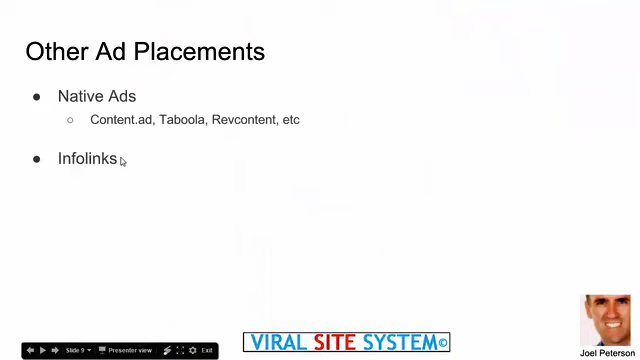 Other Ad Placements
● Native Ads
○ Content.ad, Taboola, Revcontent, etc
● Infolinks
Slide 9 Presenter view Exit
VIRAL SITE SYSTEM©
Joel Peterson